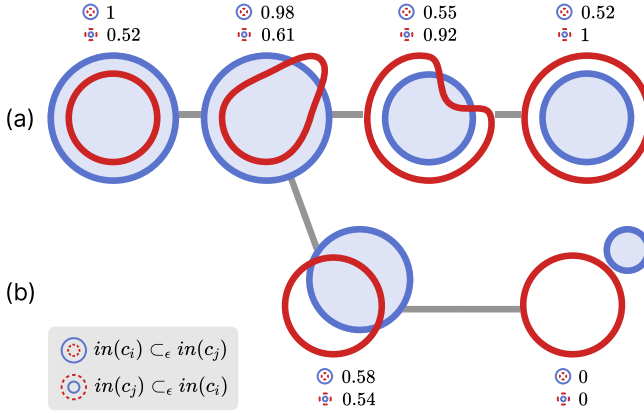 1 0.98 0.55 0.52
0.52 0.61 0.92 1
(a)
(b)
in(c_i) ⊂_ϵ in(c_j)
in(c_j) ⊂_ϵ in(c_i)
0.58 0
0.54 0